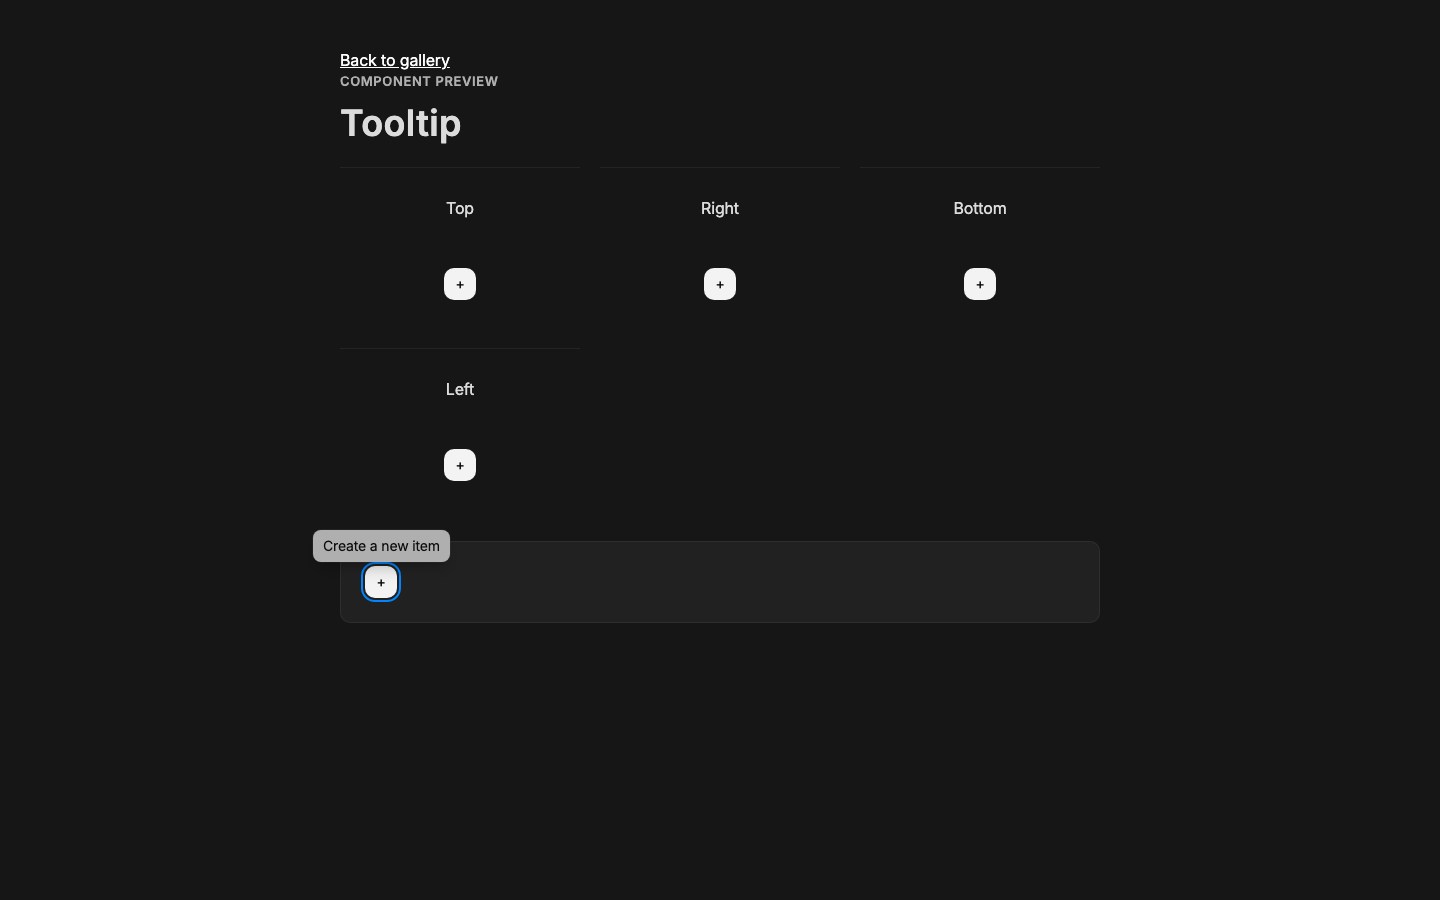 Back to gallery
COMPONENT PREVIEW
Tooltip
Top
Right
Bottom
+
+
+
Left
+
Create a new item
+